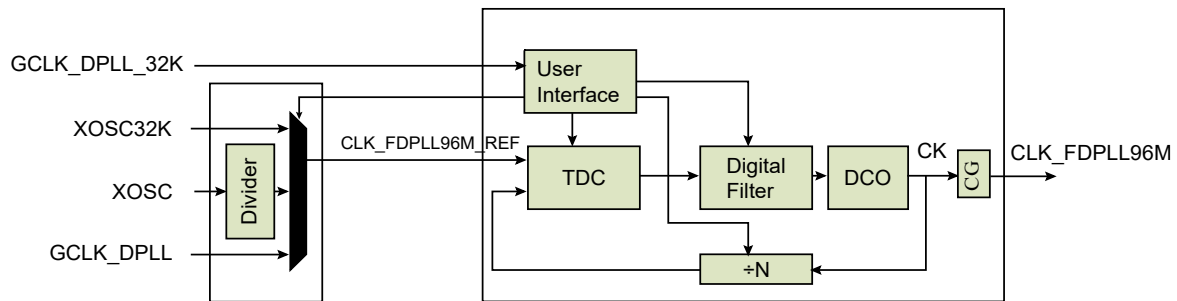 GCLK_DPLL_32K
User
Interface
XOSC32K
CLK_FDPLL96M_REF
CK
CLK_FDPLL96M
XOSC
Divider
TDC
Digital
Filter
DCO
CG
GCLK_DPLL
÷N